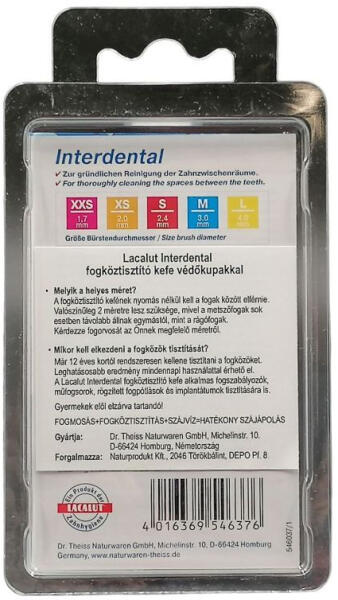 Interdental
✓ Zur gründlichen Reinigung der Zahnzwischenräume.
✓ For thoroughly cleaning the spaces between the teeth.
XXS XS S M L
1.7 mm 2.0 mm 2.4 mm 3.0 mm 4.0 mm
Größe Bürstendurchmesser / Size brush diameter
Lacalut Interdental
fogköztisztító kefe védőkupakkal
• Melyik a helyes méret?
A fogköztisztító kefének nyomás nélkül kell a fogak között elférnie.
Valószínűleg 2 méretre lesz szüksége, mivel a metszőfogak sok
esetben távolabb állnak egymástól, mint a rágófogak.
Kérdezze fogorvosát az Önnek megfelelő méretről.
• Mikor kell elkezdeni a fogközök tisztítását?
Már 12 éves kortól rendszeresen kellene tisztítani a fogközöket.
Leghatásosabb eredmény mindennapi használattal érhető el.
A Lacalut Interdental fogköztisztító kefe alkalmas fogszabályozók,
műfogsorok, rögzített fogpótlások és implantátumok tisztítására is.
Gyermekek elől elzárva tartandó!
FOGMOSÁS+FOGKÖZTISZTÍTÁS+SZÁJVÍZ=HATÉKONY SZÁJÁPOLÁS
Gyártja: Dr. Theiss Naturwaren GmbH, Michelinstr. 10.
D-66424 Homburg, Németország
Forgalmazza: Naturprodukt Kft., 2046 Törökbálint, DEPO Pf. 8.
Ein Produkt der
LACALUT
Zahnhygiene
4 016369 546376
546037/1
Dr. Theiss Naturwaren GmbH, Michelinstr. 10, D-66424 Homburg
Germany, www.naturwaren-theiss.de